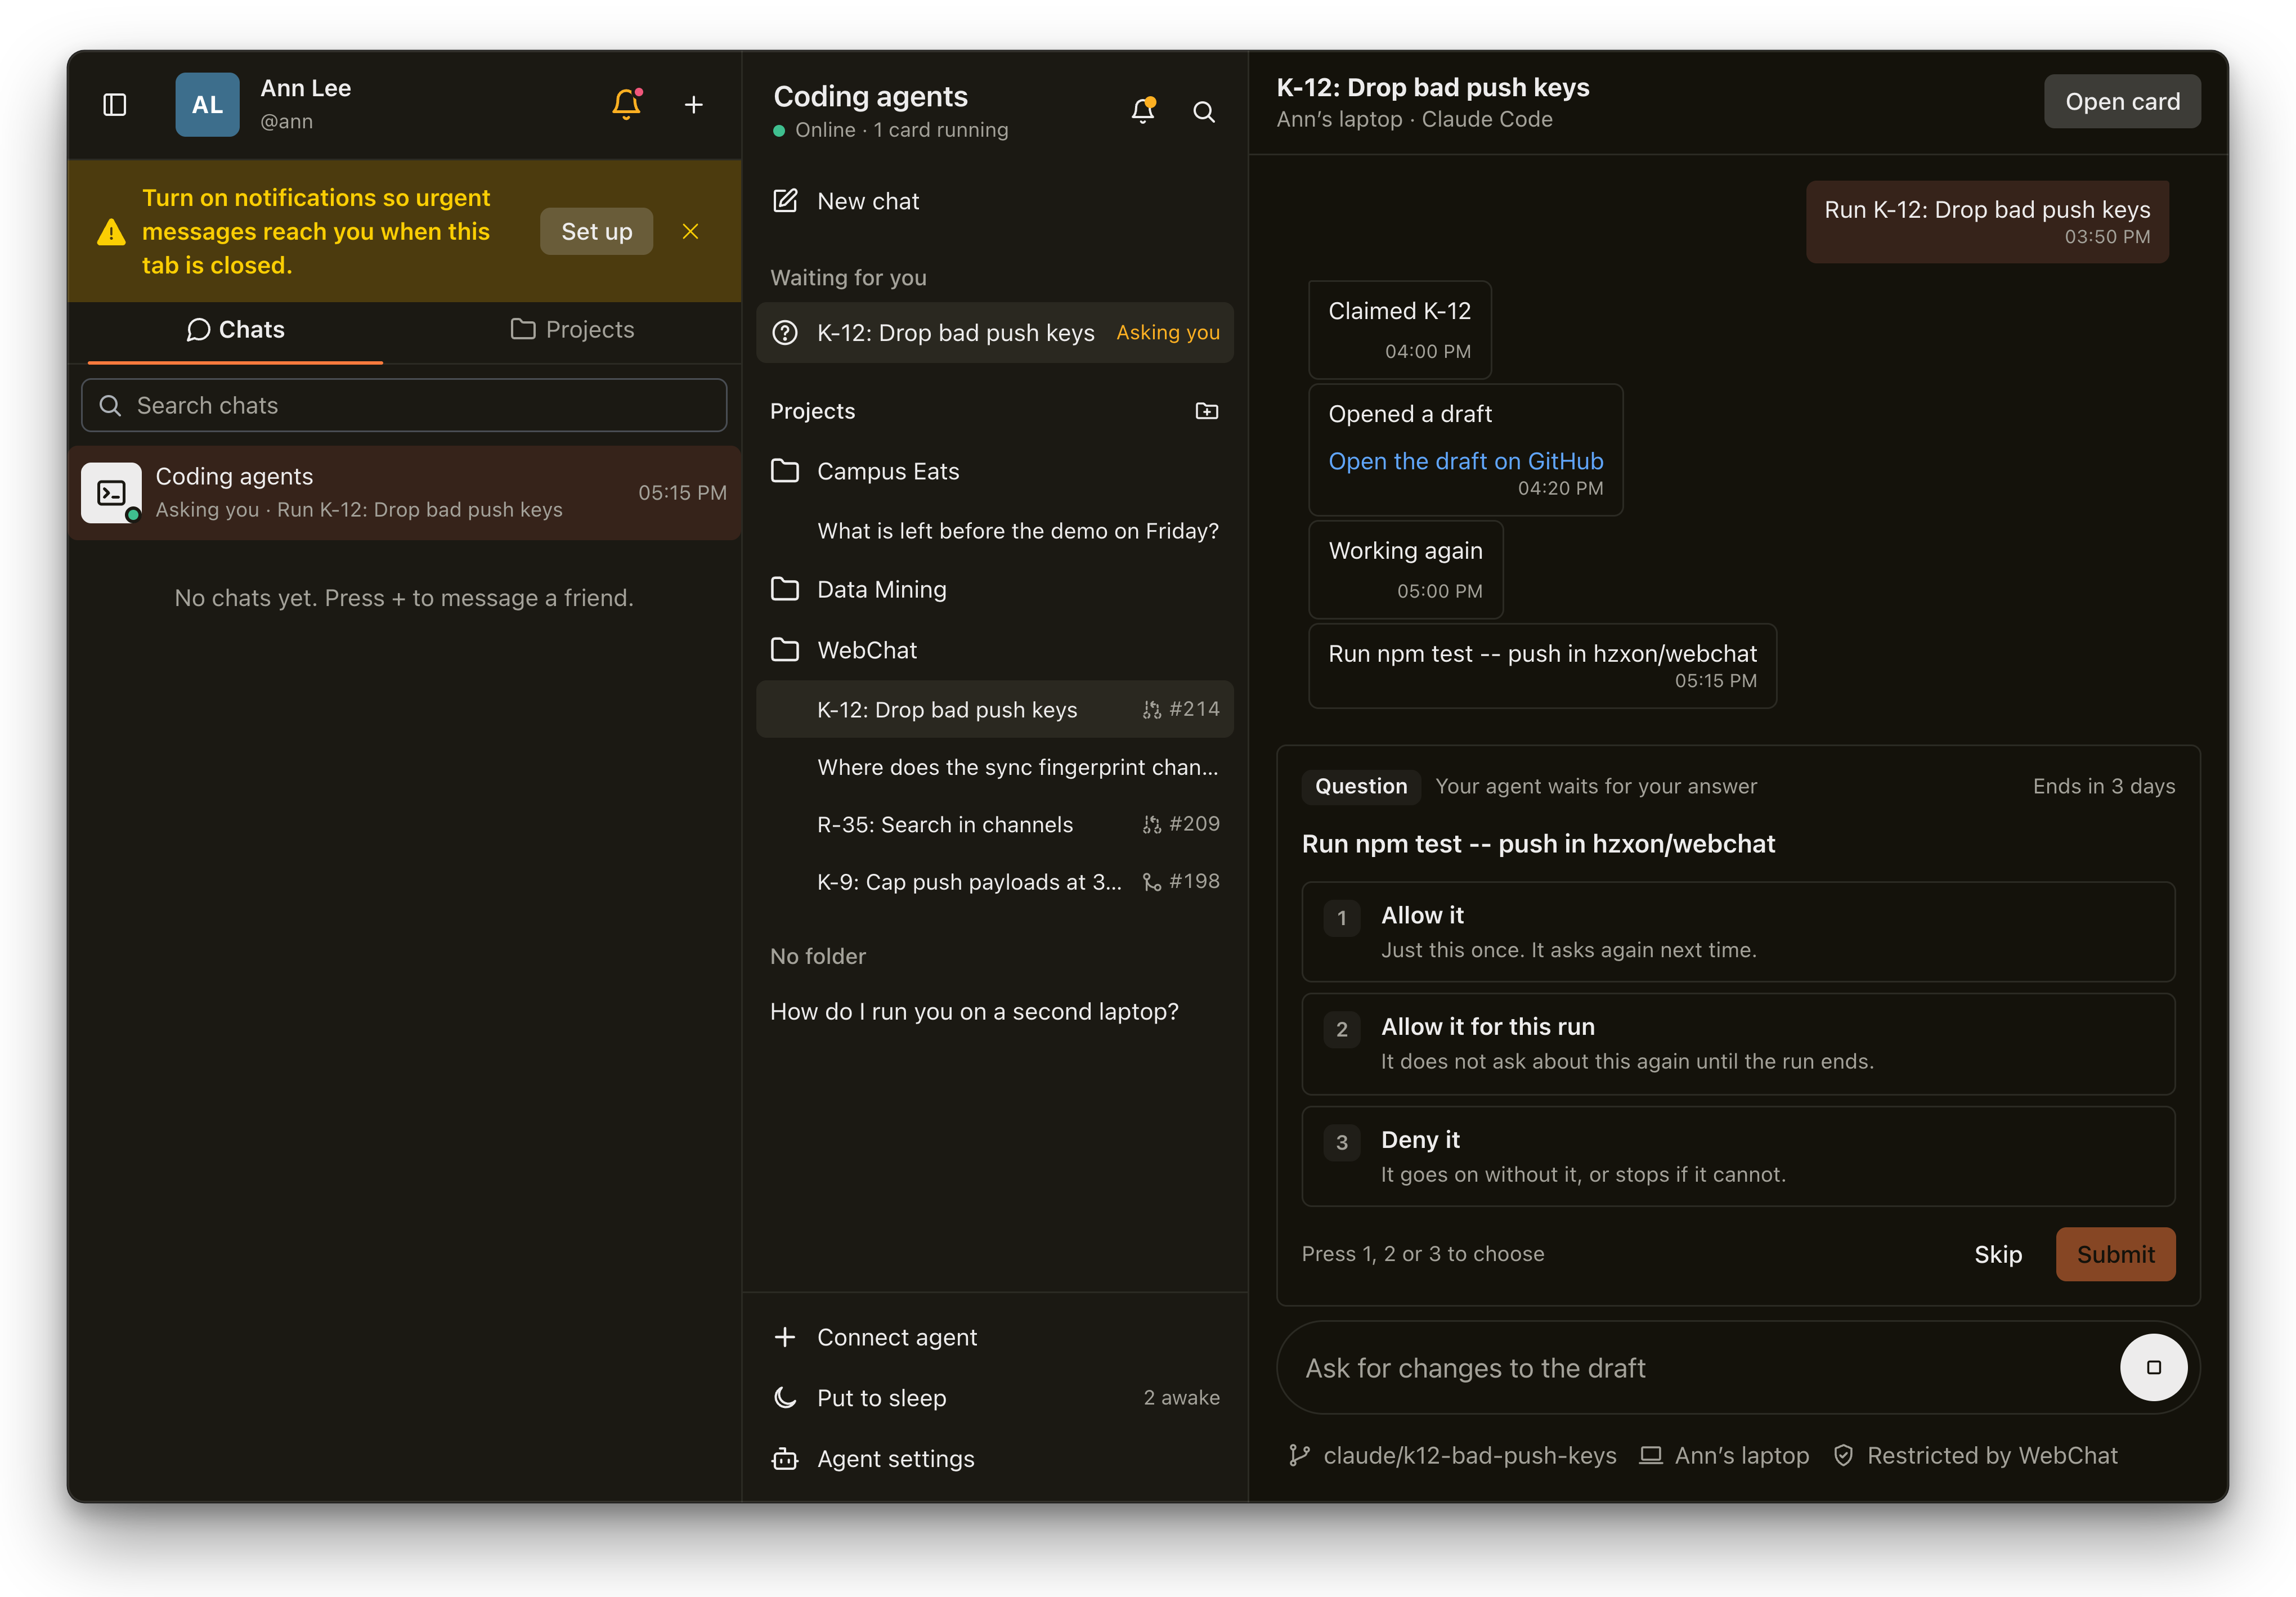 AL
Ann Lee
@ann
Turn on notifications so urgent
messages reach you when this
tab is closed.
Set up
Chats
Projects
Search chats
Coding agents
05:15 PM
Asking you · Run K-12: Drop bad push keys
No chats yet. Press + to message a friend.
Coding agents
Online · 1 card running
New chat
Waiting for you
K-12: Drop bad push keys Asking you
Projects
Campus Eats
What is left before the demo on Friday?
Data Mining
WebChat
K-12: Drop bad push keys #214
Where does the sync fingerprint chan...
R-35: Search in channels #209
K-9: Cap push payloads at 3... #198
No folder
How do I run you on a second laptop?
Connect agent
Put to sleep 2 awake
Agent settings
K-12: Drop bad push keys
Ann’s laptop · Claude Code
Open card
Run K-12: Drop bad push keys
03:50 PM
Claimed K-12
04:00 PM
Opened a draft
Open the draft on GitHub
04:20 PM
Working again
05:00 PM
Run npm test -- push in hzxon/webchat
05:15 PM
Question Your agent waits for your answer Ends in 3 days
Run npm test -- push in hzxon/webchat
1 Allow it
Just this once. It asks again next time.
2 Allow it for this run
It does not ask about this again until the run ends.
3 Deny it
It goes on without it, or stops if it cannot.
Press 1, 2 or 3 to choose Skip Submit
Ask for changes to the draft
claude/k12-bad-push-keys Ann’s laptop Restricted by WebChat